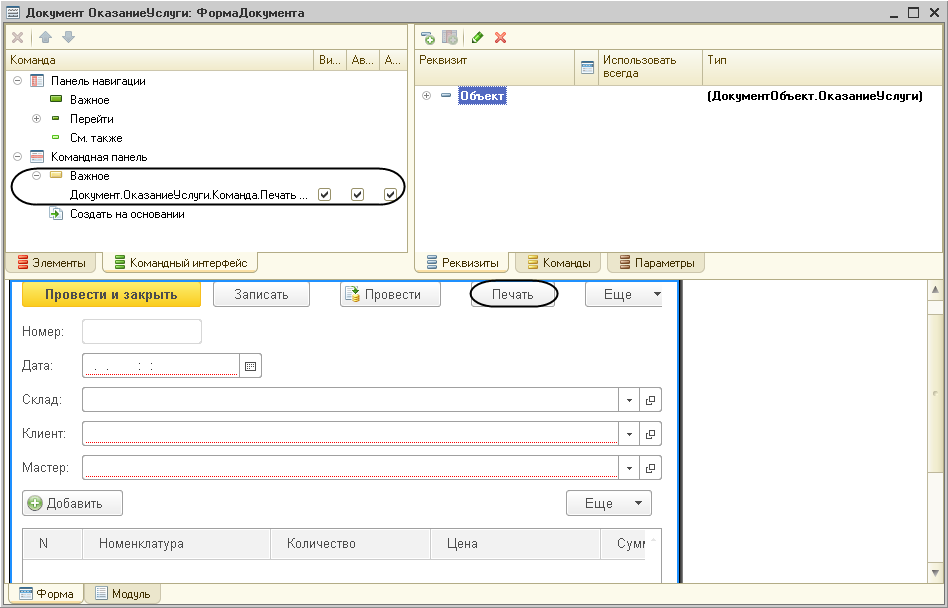 Документ ОказаниеУслуги: ФормаДокумента
Команда Ви... Ав... А...
Панель навигации
Важное
Перейти
См. также
Командная панель
Важное
Документ.ОказаниеУслуги.Команда.Печать ...
Создать на основании
Элементы Командный интерфейс
Реквизит Использовать всегда Тип
Объект (ДокументОбъект.ОказаниеУслуги)
Реквизиты Команды Параметры
Провести и закрыть Записать Провести Печать Еще
Номер:
Дата: . . : :
Склад:
Клиент:
Мастер:
Добавить Еще
N Номенклатура Количество Цена Сумм
Форма Модуль